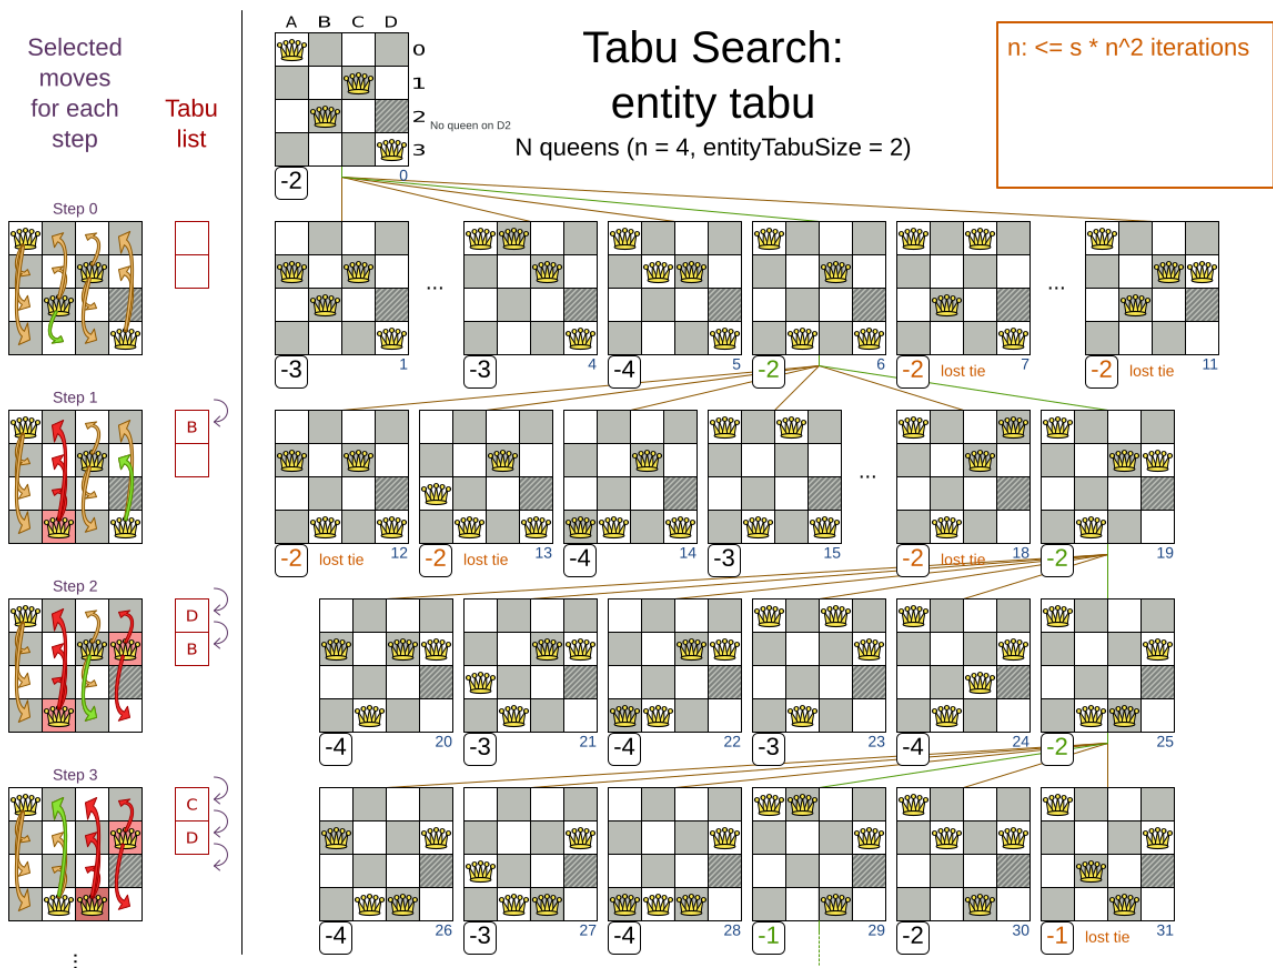 Selected
moves
for each
step
Tabu
list
A B C D
0
1
2
3
No queen on D2
-2
0
Tabu Search:
entity tabu
N queens (n = 4, entityTabuSize = 2)
n: <= s * n^2 iterations
Step 0
...
...
-3 1
-3 4
-4 5
-2 6
-2 lost tie 7
-2 lost tie 11
Step 1
B
...
-2 lost tie 12
-2 lost tie 13
-4 14
-3 15
-2 lost tie 18
-2 19
Step 2
D
B
-4 20
-3 21
-4 22
-3 23
-4 24
-2 25
Step 3
C
D
-4 26
-3 27
-4 28
-1 29
-2 30
-1 lost tie 31
...